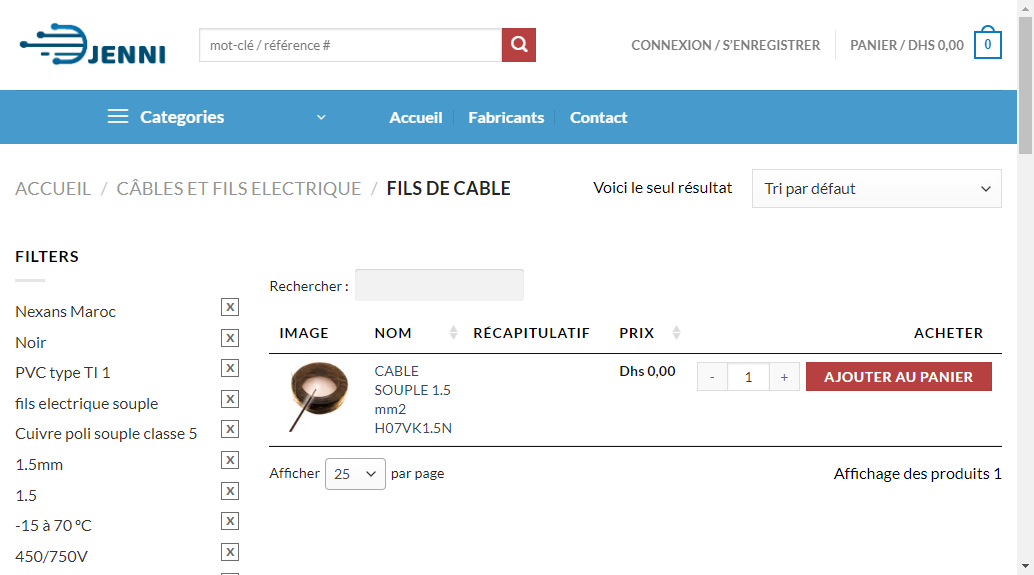 DJENNI
mot-clé / référence #
CONNEXION / S'ENREGISTRER
PANIER / DHS 0,00
0
Categories
Accueil
Fabricants
Contact
ACCUEIL / CÂBLES ET FILS ELECTRIQUE / FILS DE CABLE
Voici le seul résultat
Tri par défaut
FILTERS
Nexans Maroc X
Noir X
PVC type TI 1 X
fils electrique souple X
Cuivre poli souple classe 5 X
1.5mm X
1.5 X
-15 à 70 °C X
450/750V X
Rechercher :
IMAGE NOM RÉCAPITULATIF PRIX ACHETER
CABLE
SOUPLE 1.5
mm2
H07VK1.5N
Dhs 0,00
- 1 +
AJOUTER AU PANIER
Afficher 25 par page
Affichage des produits 1